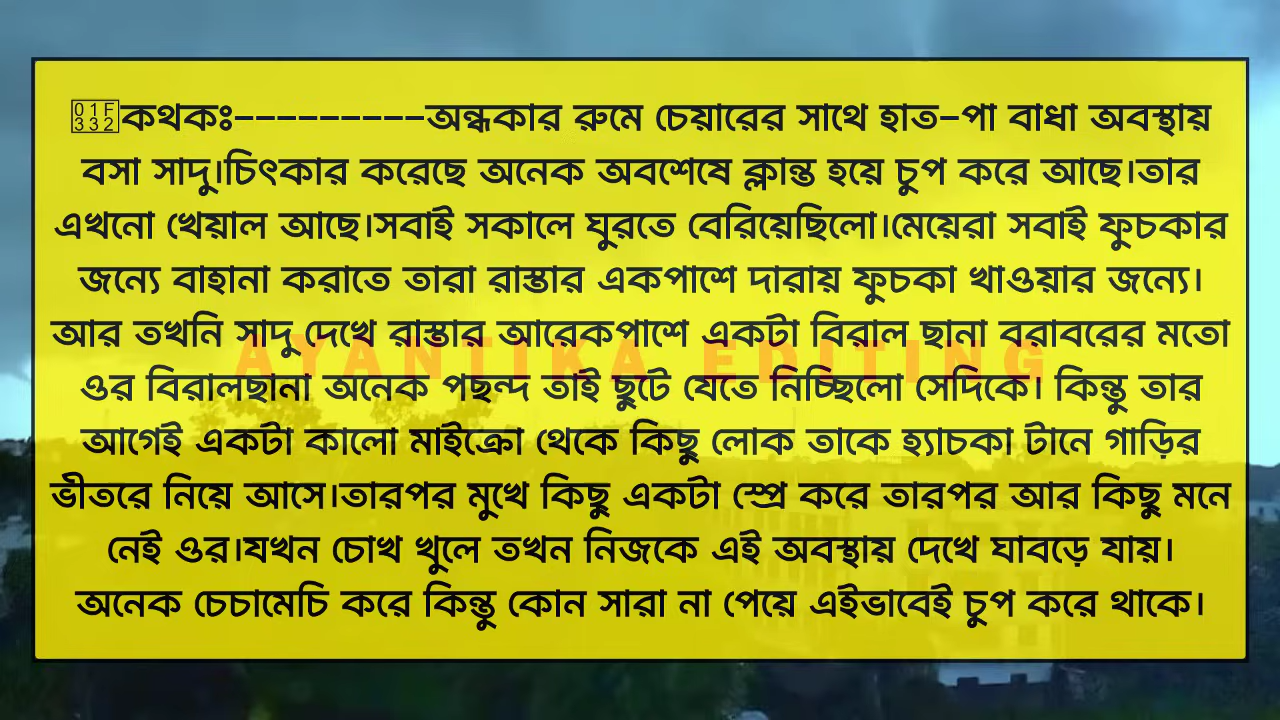 🌲কথকঃ---------অন্ধকার রুমে চেয়ারের সাথে হাত-পা বাধা অবস্থায়
বসা সাদু।চিৎকার করেছে অনেক অবশেষে ক্লান্ত হয়ে চুপ করে আছে।তার
এখনো খেয়াল আছে।সবাই সকালে ঘুরতে বেরিয়েছিলো।মেয়েরা সবাই ফুচকার
জন্যে বাহানা করাতে তারা রাস্তার একপাশে দারায় ফুচকা খাওয়ার জন্যে।
আর তখনি সাদু দেখে রাস্তার আরেকপাশে একটা বিরাল ছানা বরাবরের মতো
AYANTIKA EDITING
ওর বিরালছানা অনেক পছন্দ তাই ছুটে যেতে নিচ্ছিলো সেদিকে। কিন্তু তার
আগেই একটা কালো মাইক্রো থেকে কিছু লোক তাকে হ্যাচকা টানে গাড়ির
ভীতরে নিয়ে আসে।তারপর মুখে কিছু একটা স্প্রে করে তারপর আর কিছু মনে
নেই ওর।যখন চোখ খুলে তখন নিজকে এই অবস্থায় দেখে ঘাবড়ে যায়।
অনেক চেচামেচি করে কিন্তু কোন সারা না পেয়ে এইভাবেই চুপ করে থাকে।